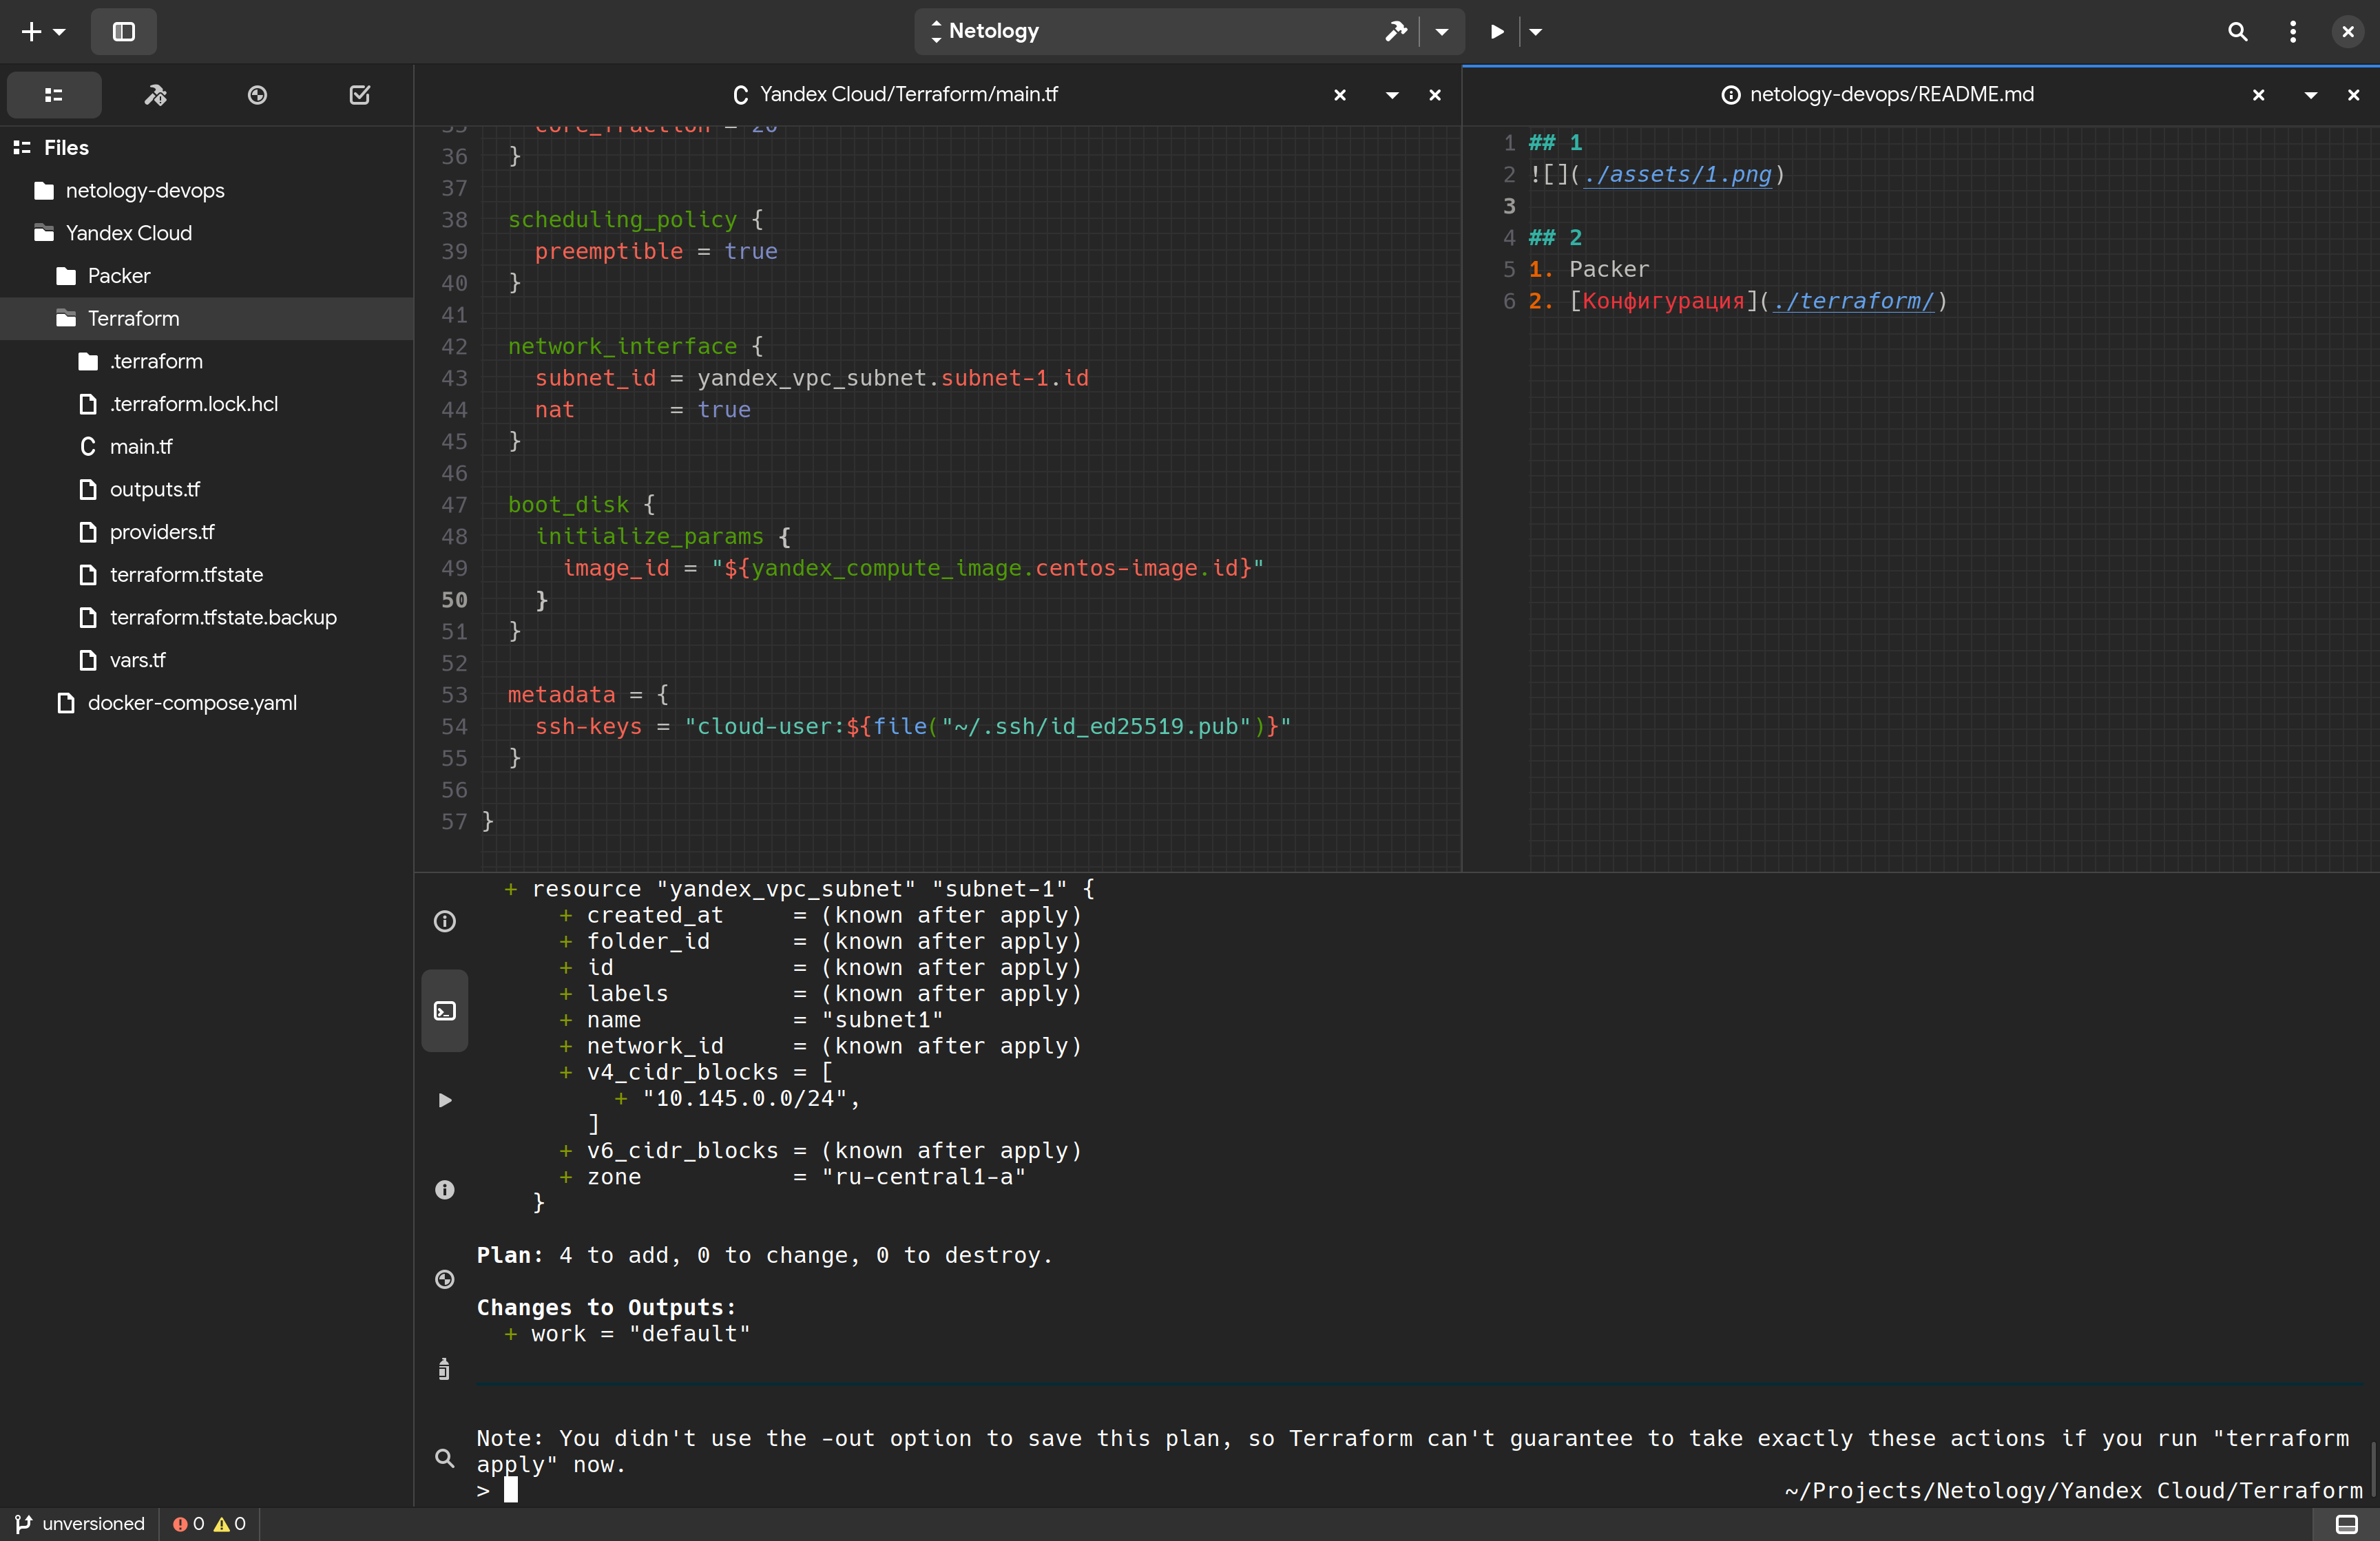 Netology
Files
netology-devops
Yandex Cloud
Packer
Terraform
.terraform
.terraform.lock.hcl
main.tf
outputs.tf
providers.tf
terraform.tfstate
terraform.tfstate.backup
vars.tf
docker-compose.yaml
Yandex Cloud/Terraform/main.tf
35     core_fraction = 20
36   }
37
38   scheduling_policy {
39     preemptible = true
40   }
41
42   network_interface {
43     subnet_id = yandex_vpc_subnet.subnet-1.id
44     nat       = true
45   }
46
47   boot_disk {
48     initialize_params {
49       image_id = "${yandex_compute_image.centos-image.id}"
50     }
51   }
52
53   metadata = {
54     ssh-keys = "cloud-user:${file("~/.ssh/id_ed25519.pub")}"
55   }
56
57 }
netology-devops/README.md
1 ## 1
2 ![](./assets/1.png)
3
4 ## 2
5 1. Packer
6 2. [Конфигурация](./terraform/)
  + resource "yandex_vpc_subnet" "subnet-1" {
      + created_at     = (known after apply)
      + folder_id      = (known after apply)
      + id             = (known after apply)
      + labels         = (known after apply)
      + name           = "subnet1"
      + network_id     = (known after apply)
      + v4_cidr_blocks = [
          + "10.145.0.0/24",
        ]
      + v6_cidr_blocks = (known after apply)
      + zone           = "ru-central1-a"
    }
Plan: 4 to add, 0 to change, 0 to destroy.
Changes to Outputs:
  + work = "default"
Note: You didn't use the -out option to save this plan, so Terraform can't guarantee to take exactly these actions if you run "terraform
apply" now.
> ~/Projects/Netology/Yandex Cloud/Terraform
unversioned 0 0